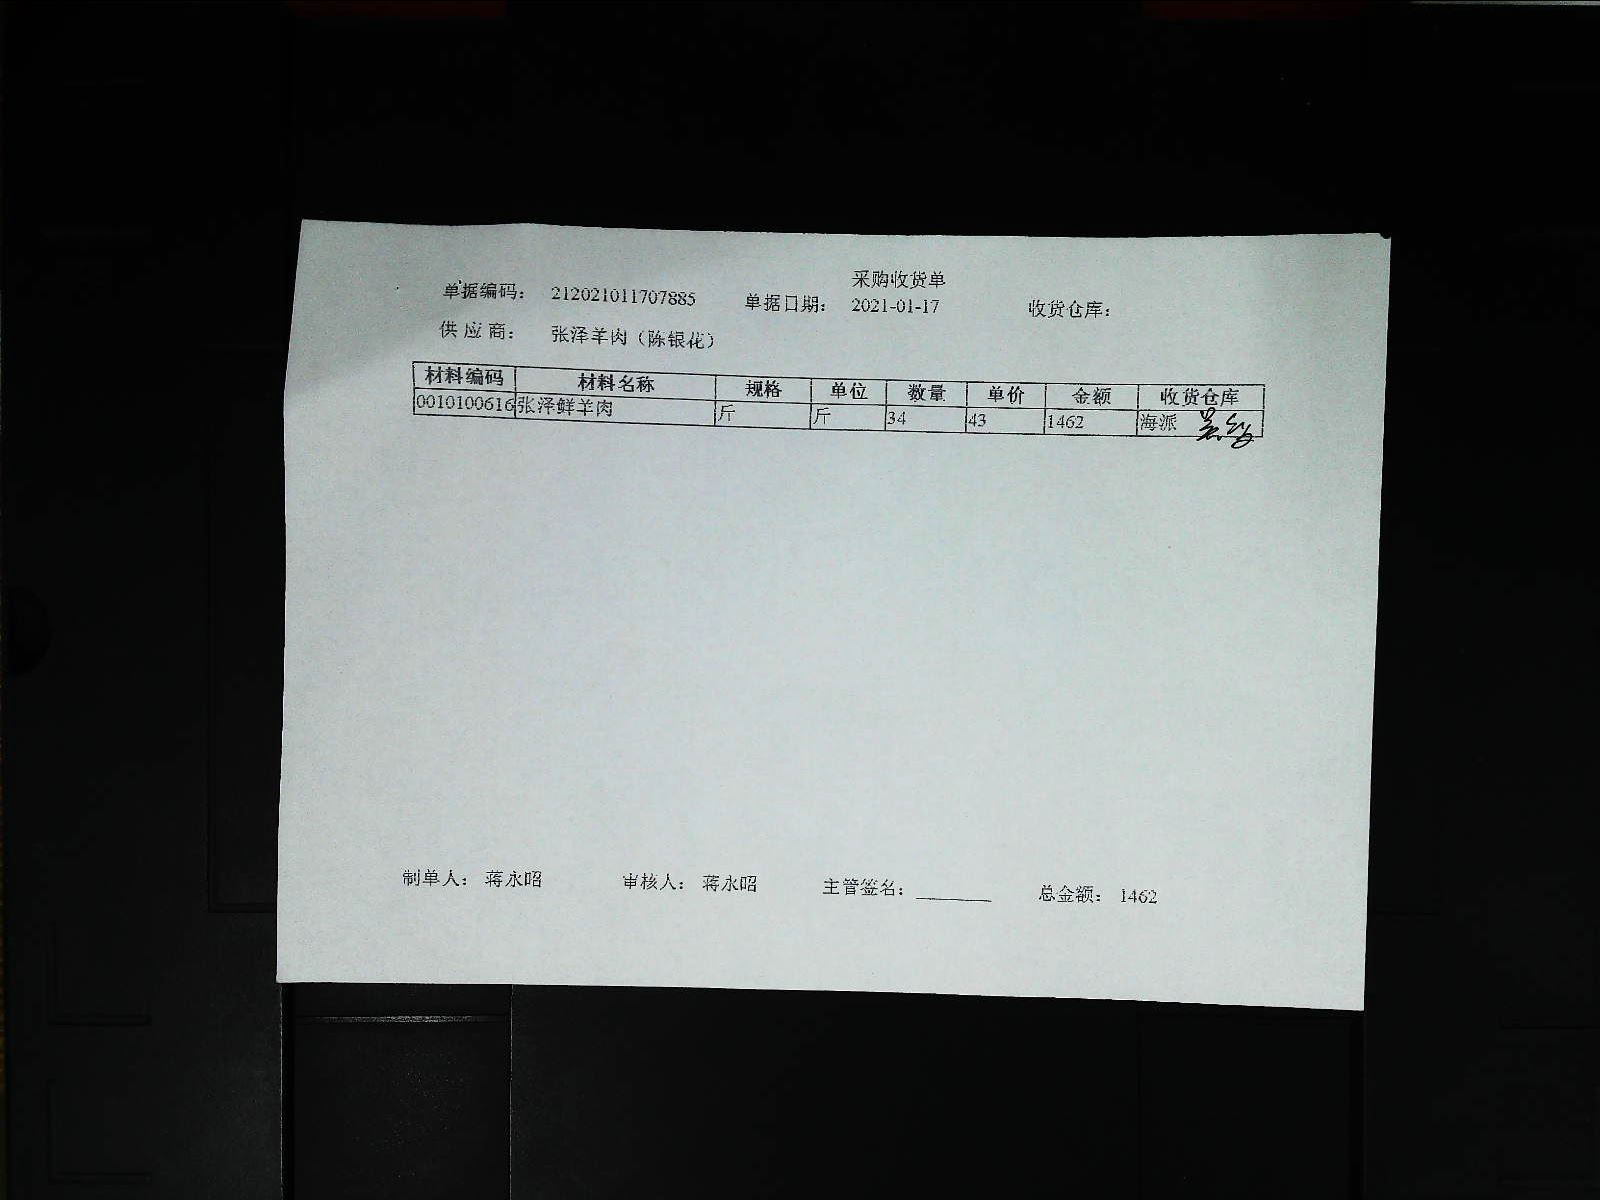 采购收货单
单据编码： 212021011707885 单据日期： 2021-01-17 收货仓库：
供 应 商： 张泽羊肉（陈银花）
材料编码 材料名称 规格 单位 数量 单价 金额 收货仓库
0010100616 张泽鲜羊肉 斤 斤 34 43 1462 海派
制单人： 蒋永昭 审核人： 蒋永昭 主管签名： 总金额： 1462